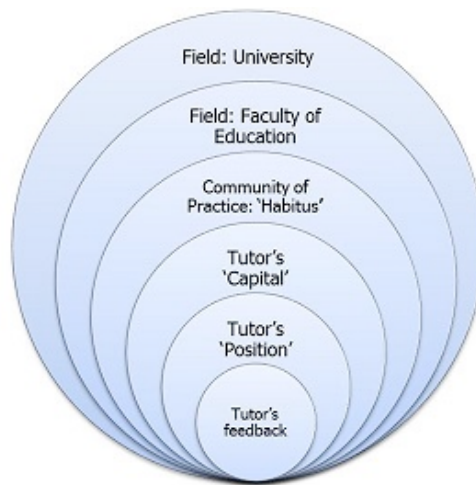 Field: University
Field: Faculty of
Education
Community of
Practice: ‘Habitus’
Tutor’s
‘Capital’
Tutor’s
‘Position’
Tutor’s
feedback